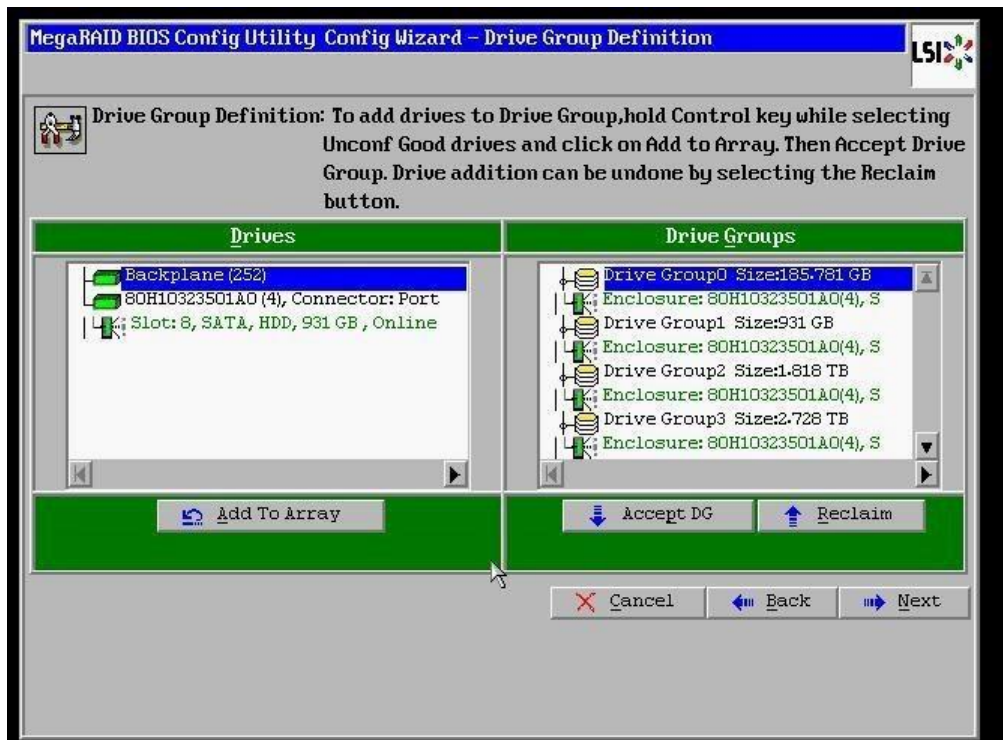 MegaRAID BIOS Config Utility Config Wizard – Drive Group Definition
LSI
Drive Group Definition: To add drives to Drive Group,hold Control key while selecting
Unconf Good drives and click on Add to Array. Then Accept Drive
Group. Drive addition can be undone by selecting the Reclaim
button.
Drives
Drive Groups
Backplane (252)
80H10323501A0 (4), Connector: Port
Slot: 8, SATA, HDD, 931 GB , Online
Drive Group0 Size:185.781 GB
Enclosure: 80H10323501A0(4), S
Drive Group1 Size:931 GB
Enclosure: 80H10323501A0(4), S
Drive Group2 Size:1.818 TB
Enclosure: 80H10323501A0(4), S
Drive Group3 Size:2.728 TB
Enclosure: 80H10323501A0(4), S
Add To Array
Accept DG
Reclaim
Cancel
Back
Next